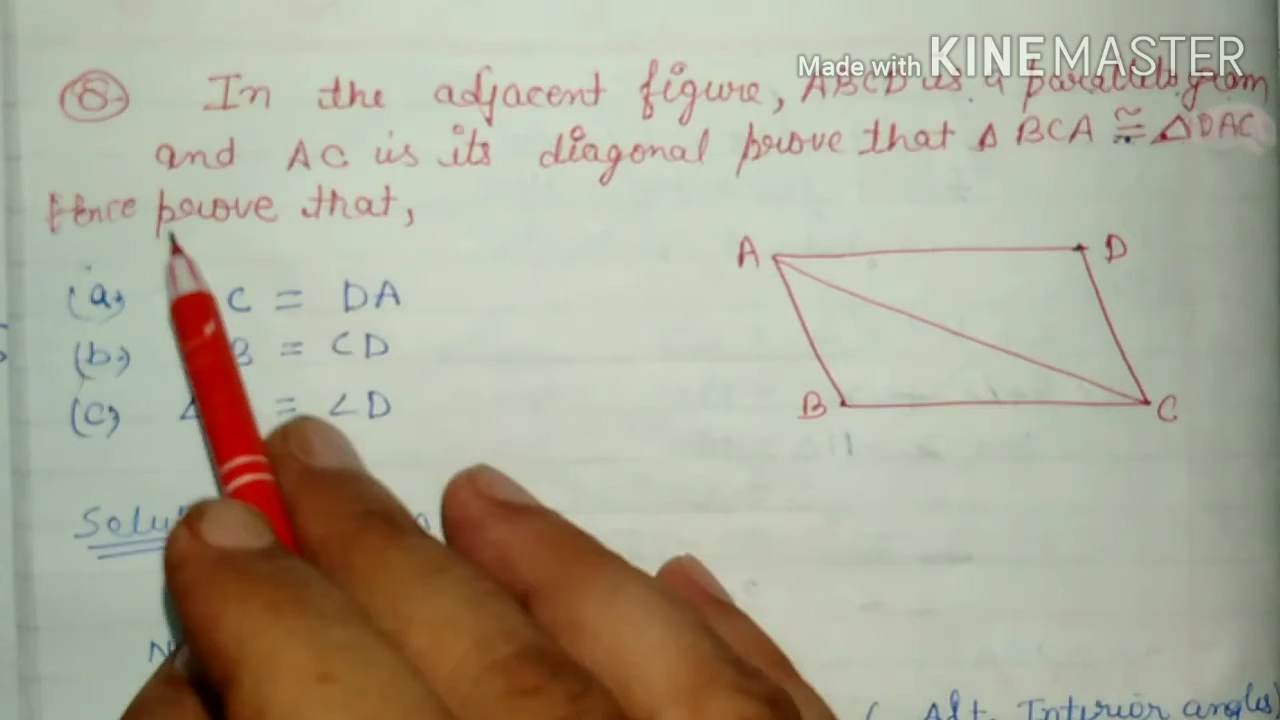 Made with KINEMASTER
8. In the adjacent figure, ABCD is a parallelogram
and AC is its diagonal prove that Δ BCA ≅ ΔDAC
Hence prove that,
(a) C = DA
(b) B = CD
(c) ∠ = ∠D
A D
B C
( Alt. Interior angles)